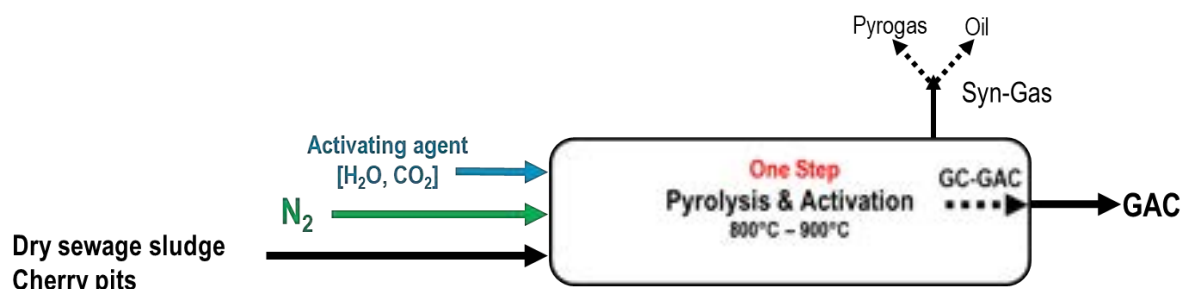 Pyrogas
Oil
Syn-Gas
Activating agent
[H₂O, CO₂]
One Step
Pyrolysis & Activation
800°C – 900°C
GC-GAC
GAC
N₂
Dry sewage sludge
Cherry pits